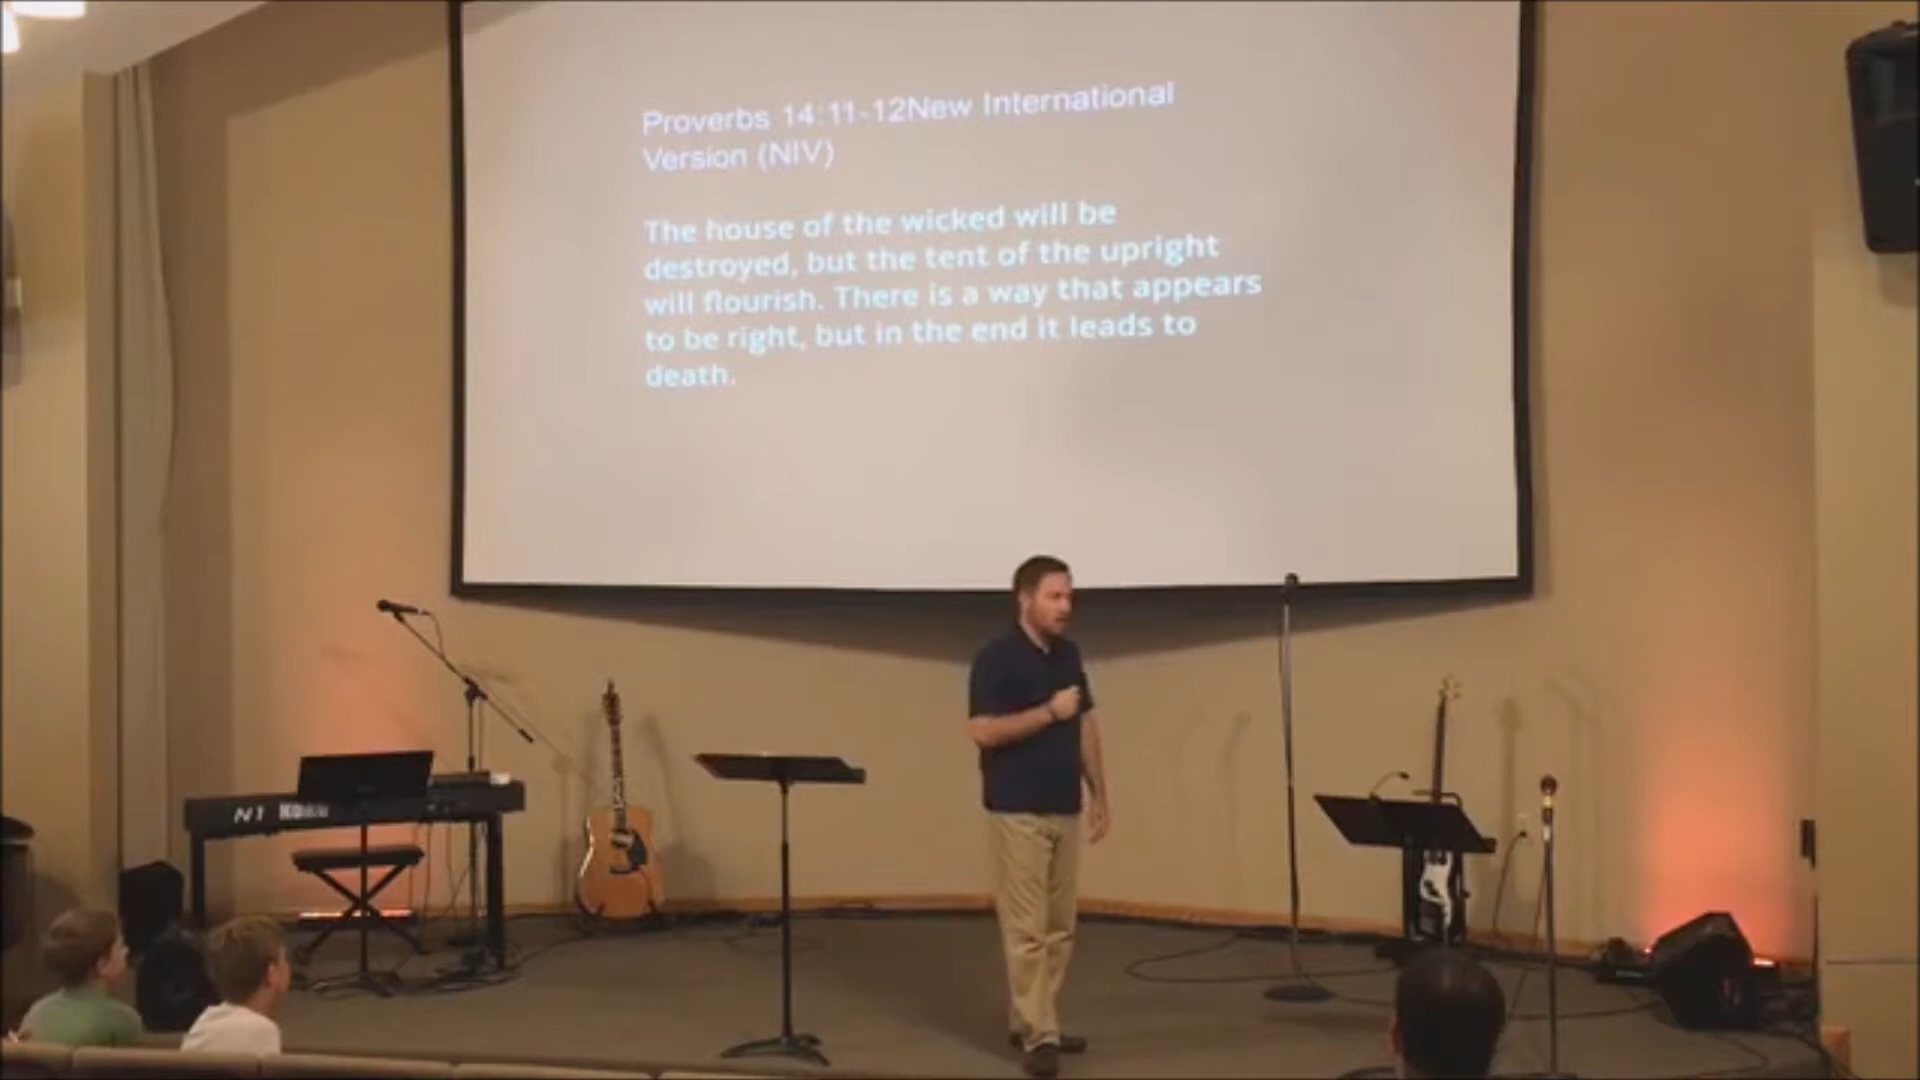 Proverbs 14:11-12New International
Version (NIV)
The house of the wicked will be
destroyed, but the tent of the upright
will flourish. There is a way that appears
to be right, but in the end it leads to
death.
N1 KORG